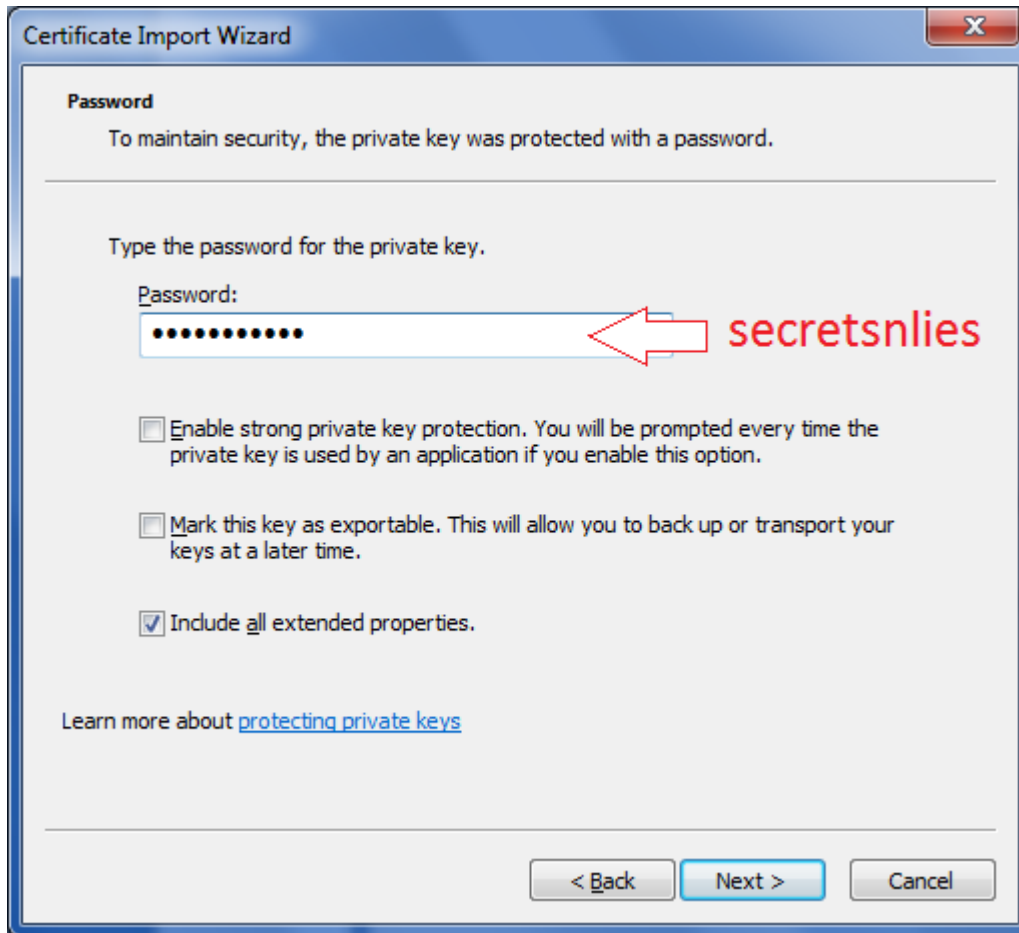 Certificate Import Wizard
Password
To maintain security, the private key was protected with a password.
Type the password for the private key.
Password:
•••••••••••
secretsnlies
Enable strong private key protection. You will be prompted every time the
private key is used by an application if you enable this option.
Mark this key as exportable. This will allow you to back up or transport your
keys at a later time.
Include all extended properties.
Learn more about protecting private keys
< Back
Next >
Cancel